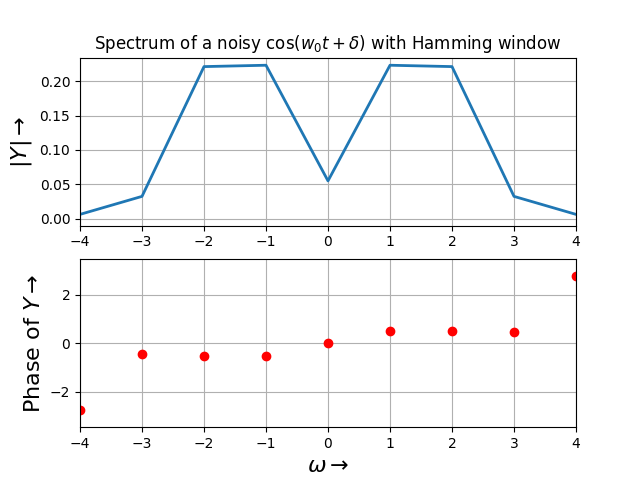 Spectrum of a noisy cos(w₀t + δ) with Hamming window
|Y| →
0.20
0.15
0.10
0.05
0.00
−4 −3 −2 −1 0 1 2 3 4
Phase of Y →
2
0
−2
−4 −3 −2 −1 0 1 2 3 4
ω →